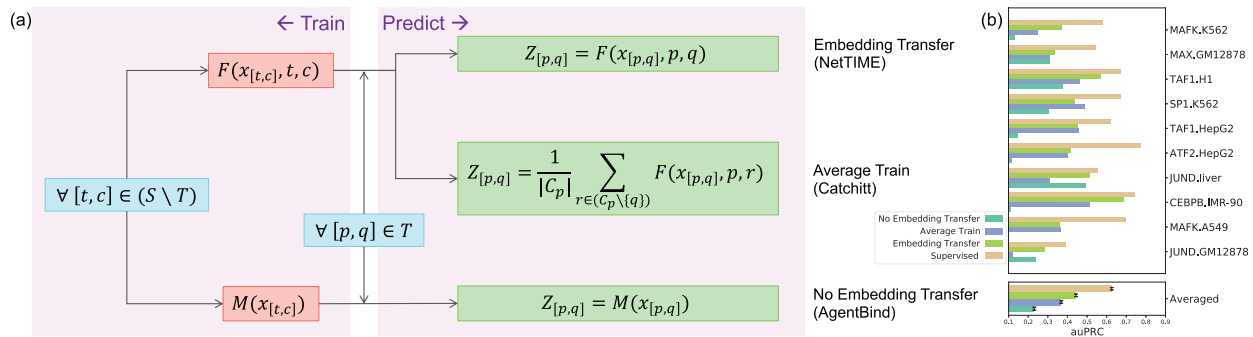 (a)
← Train
Predict →
F(x[t,c], t, c)
Z[p,q] = F(x[p,q], p, q)
Embedding Transfer
(NetTIME)
∀ [t, c] ∈ (S \ T)
Z[p,q] = 1/|Cp| ∑ r∈(Cp\{q}) F(x[p,q], p, r)
Average Train
(Catchitt)
∀ [p, q] ∈ T
M(x[t,c])
Z[p,q] = M(x[p,q])
No Embedding Transfer
(AgentBind)
(b)
MAFK.K562
MAX.GM12878
TAF1.H1
SP1.K562
TAF1.HepG2
ATF2.HepG2
JUND.liver
CEBPB.IMR-90
MAFK.A549
JUND.GM12878
No Embedding Transfer
Average Train
Embedding Transfer
Supervised
Averaged
0.1 0.2 0.3 0.4 0.5 0.6 0.7 0.8 0.9
auPRC